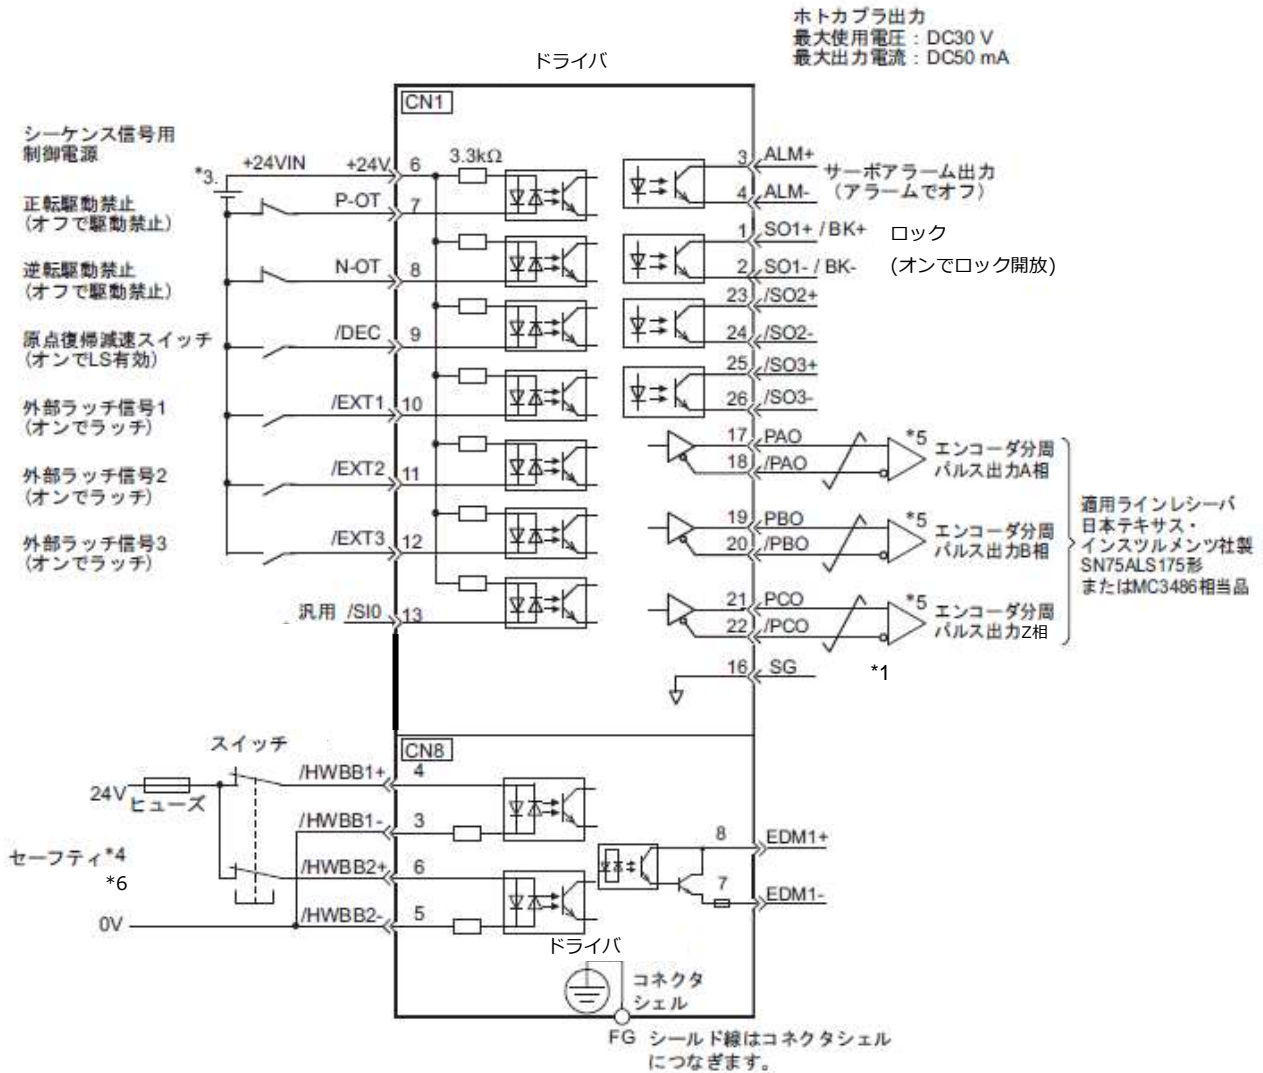 ホトカプラ出力
最大使用電圧：DC30 V
最大出力電流：DC50 mA
ドライバ
CN1
シーケンス信号用
制御電源
*3.
+24VIN
+24V
6
3.3kΩ
正転駆動禁止
(オフで駆動禁止)
P-OT
7
逆転駆動禁止
(オフで駆動禁止)
N-OT
8
原点復帰減速スイッチ
(オンでLS有効)
/DEC
9
外部ラッチ信号1
(オンでラッチ)
/EXT1
10
外部ラッチ信号2
(オンでラッチ)
/EXT2
11
外部ラッチ信号3
(オンでラッチ)
/EXT3
12
汎用 /SI0
13
3
ALM+
サーボアラーム出力
(アラームでオフ)
4
ALM-
1
SO1+ / BK+
ロック
(オンでロック開放)
2
SO1- / BK-
23
/SO2+
24
/SO2-
25
/SO3+
26
/SO3-
17
PAO
18
/PAO
*5
エンコーダ分周
パルス出力A相
19
PBO
20
/PBO
*5
エンコーダ分周
パルス出力B相
21
PCO
22
/PCO
*5
エンコーダ分周
パルス出力Z相
適用ラインレシーバ
日本テキサス・
インスツルメンツ社製
SN75ALS175形
またはMC3486相当品
16
SG
*1
CN8
スイッチ
24V
ヒューズ
/HWBB1+
4
/HWBB1-
3
セーフティ*4
*6
/HWBB2+
6
0V
/HWBB2-
5
8
EDM1+
7
EDM1-
ドライバ
コネクタ
シェル
FG
シールド線はコネクタシェル
につなぎます。